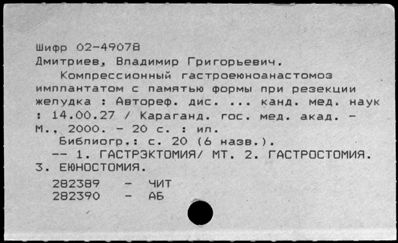 Шифр 02-49078
Дмитриев, Владимир Григорьевич.
Компрессионный гастроеюноанастомоз
имплантатом с памятью формы при резекции
желудка : Автореф. дис. ... канд. мед. наук
: 14.00.27 / Караганд. гос. мед. акад. -
М., 2000. - 20 с. : ил.
Библиогр.: с. 20 (6 назв.).
-- 1. ГАСТРЭКТОМИЯ/ МТ. 2. ГАСТРОСТОМИЯ.
3. ЕЮНОСТОМИЯ.
282389 - ЧИТ
282390 - АБ